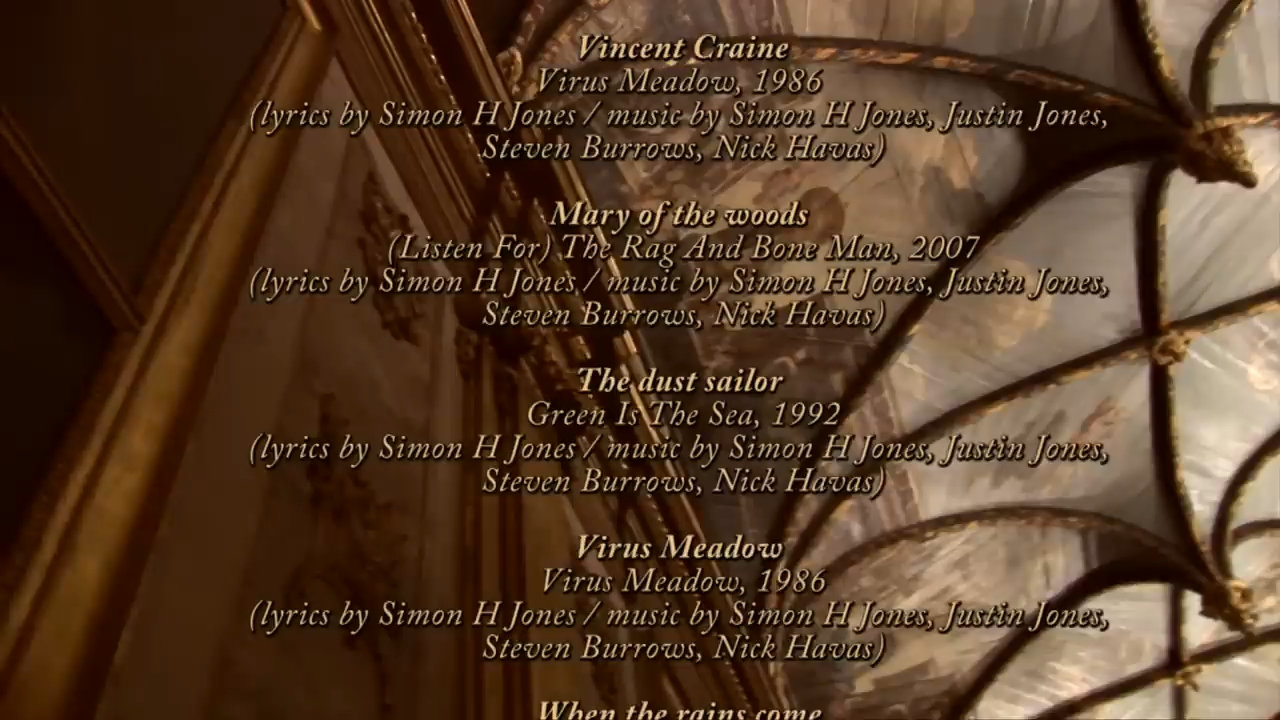 Vincent Craine
Virus Meadow, 1986
(lyrics by Simon H Jones / music by Simon H Jones, Justin Jones,
Steven Burrows, Nick Havas)
Mary of the woods
(Listen For) The Rag And Bone Man, 2007
(lyrics by Simon H Jones / music by Simon H Jones, Justin Jones,
Steven Burrows, Nick Havas)
The dust sailor
Green Is The Sea, 1992
(lyrics by Simon H Jones / music by Simon H Jones, Justin Jones,
Steven Burrows, Nick Havas)
Virus Meadow
Virus Meadow, 1986
(lyrics by Simon H Jones / music by Simon H Jones, Justin Jones,
Steven Burrows, Nick Havas)
When the rains come